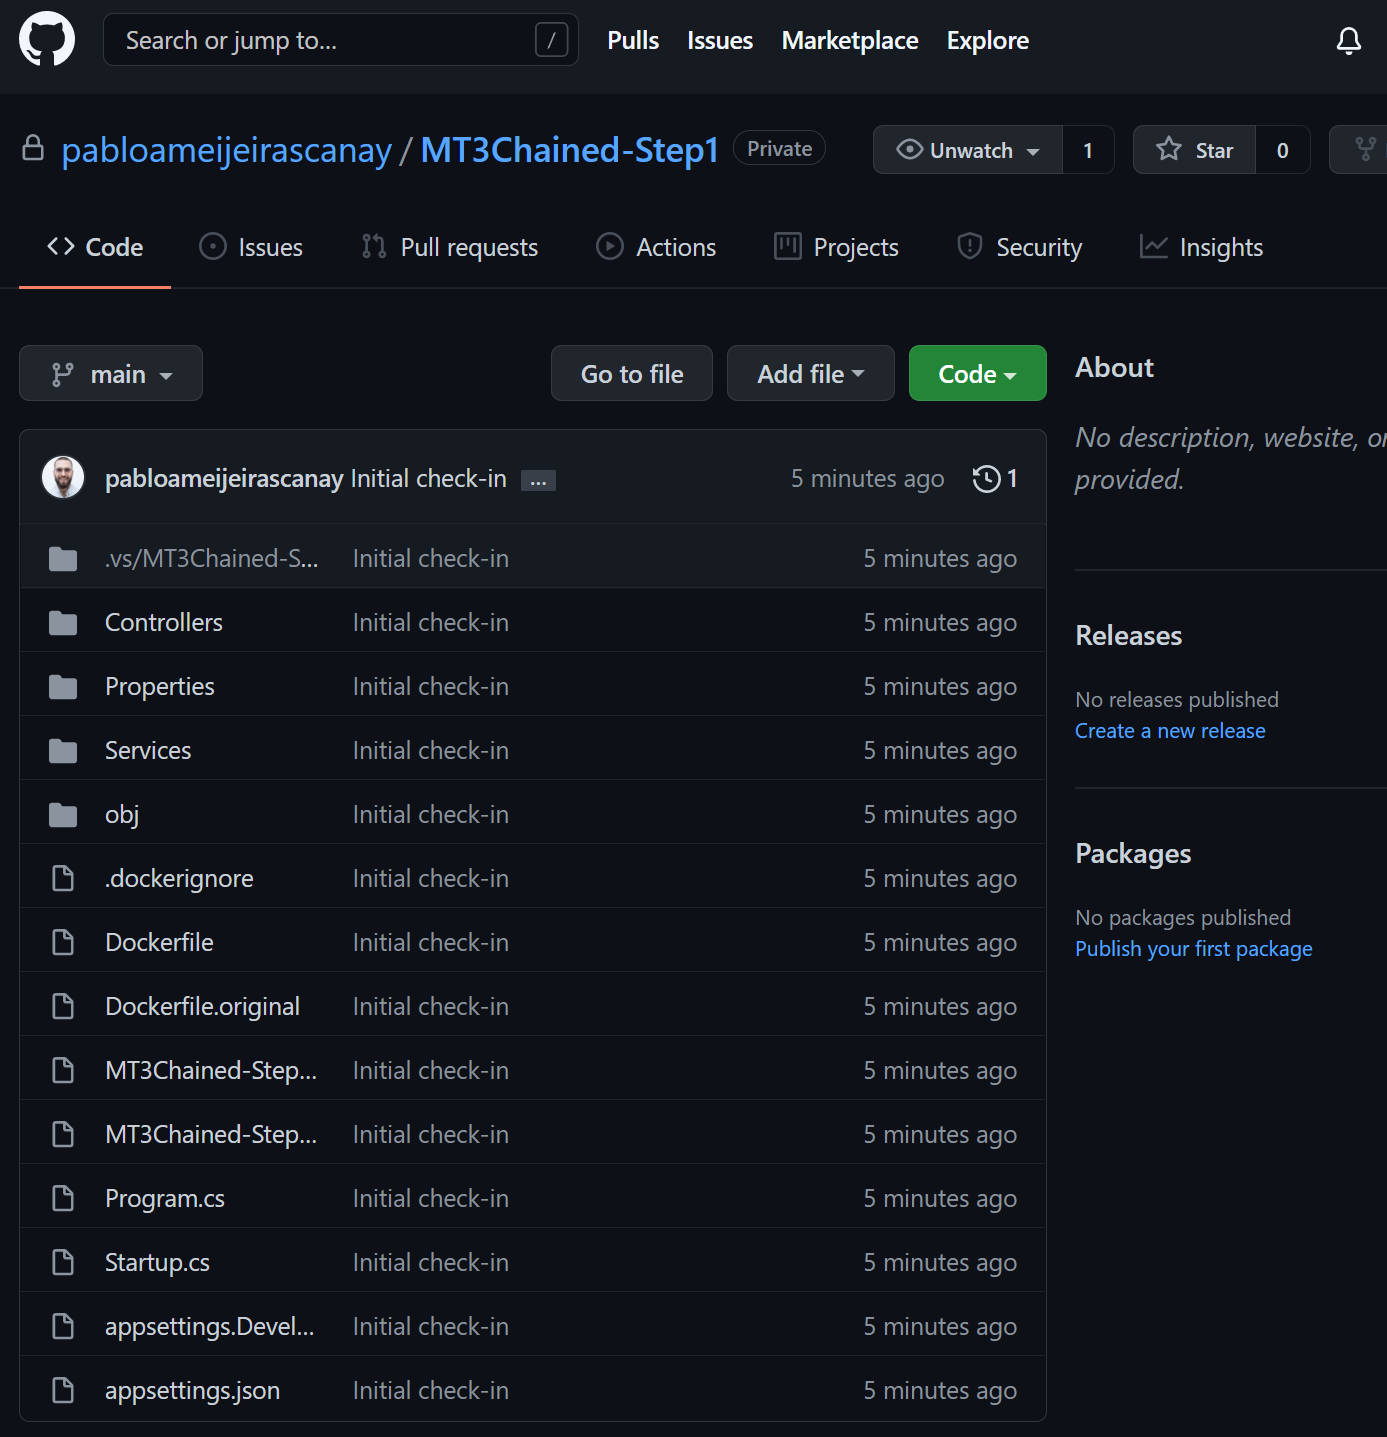 Search or jump to... / Pulls Issues Marketplace Explore
pabloameijeirascanay / MT3Chained-Step1 Private Unwatch 1 Star 0
Code Issues Pull requests Actions Projects Security Insights
main Go to file Add file Code
pabloameijeirascanay Initial check-in ... 5 minutes ago 1
.vs/MT3Chained-S... Initial check-in 5 minutes ago
Controllers Initial check-in 5 minutes ago
Properties Initial check-in 5 minutes ago
Services Initial check-in 5 minutes ago
obj Initial check-in 5 minutes ago
.dockerignore Initial check-in 5 minutes ago
Dockerfile Initial check-in 5 minutes ago
Dockerfile.original Initial check-in 5 minutes ago
MT3Chained-Step... Initial check-in 5 minutes ago
MT3Chained-Step... Initial check-in 5 minutes ago
Program.cs Initial check-in 5 minutes ago
Startup.cs Initial check-in 5 minutes ago
appsettings.Devel... Initial check-in 5 minutes ago
appsettings.json Initial check-in 5 minutes ago
About
No description, website, or
provided.
Releases
No releases published
Create a new release
Packages
No packages published
Publish your first package